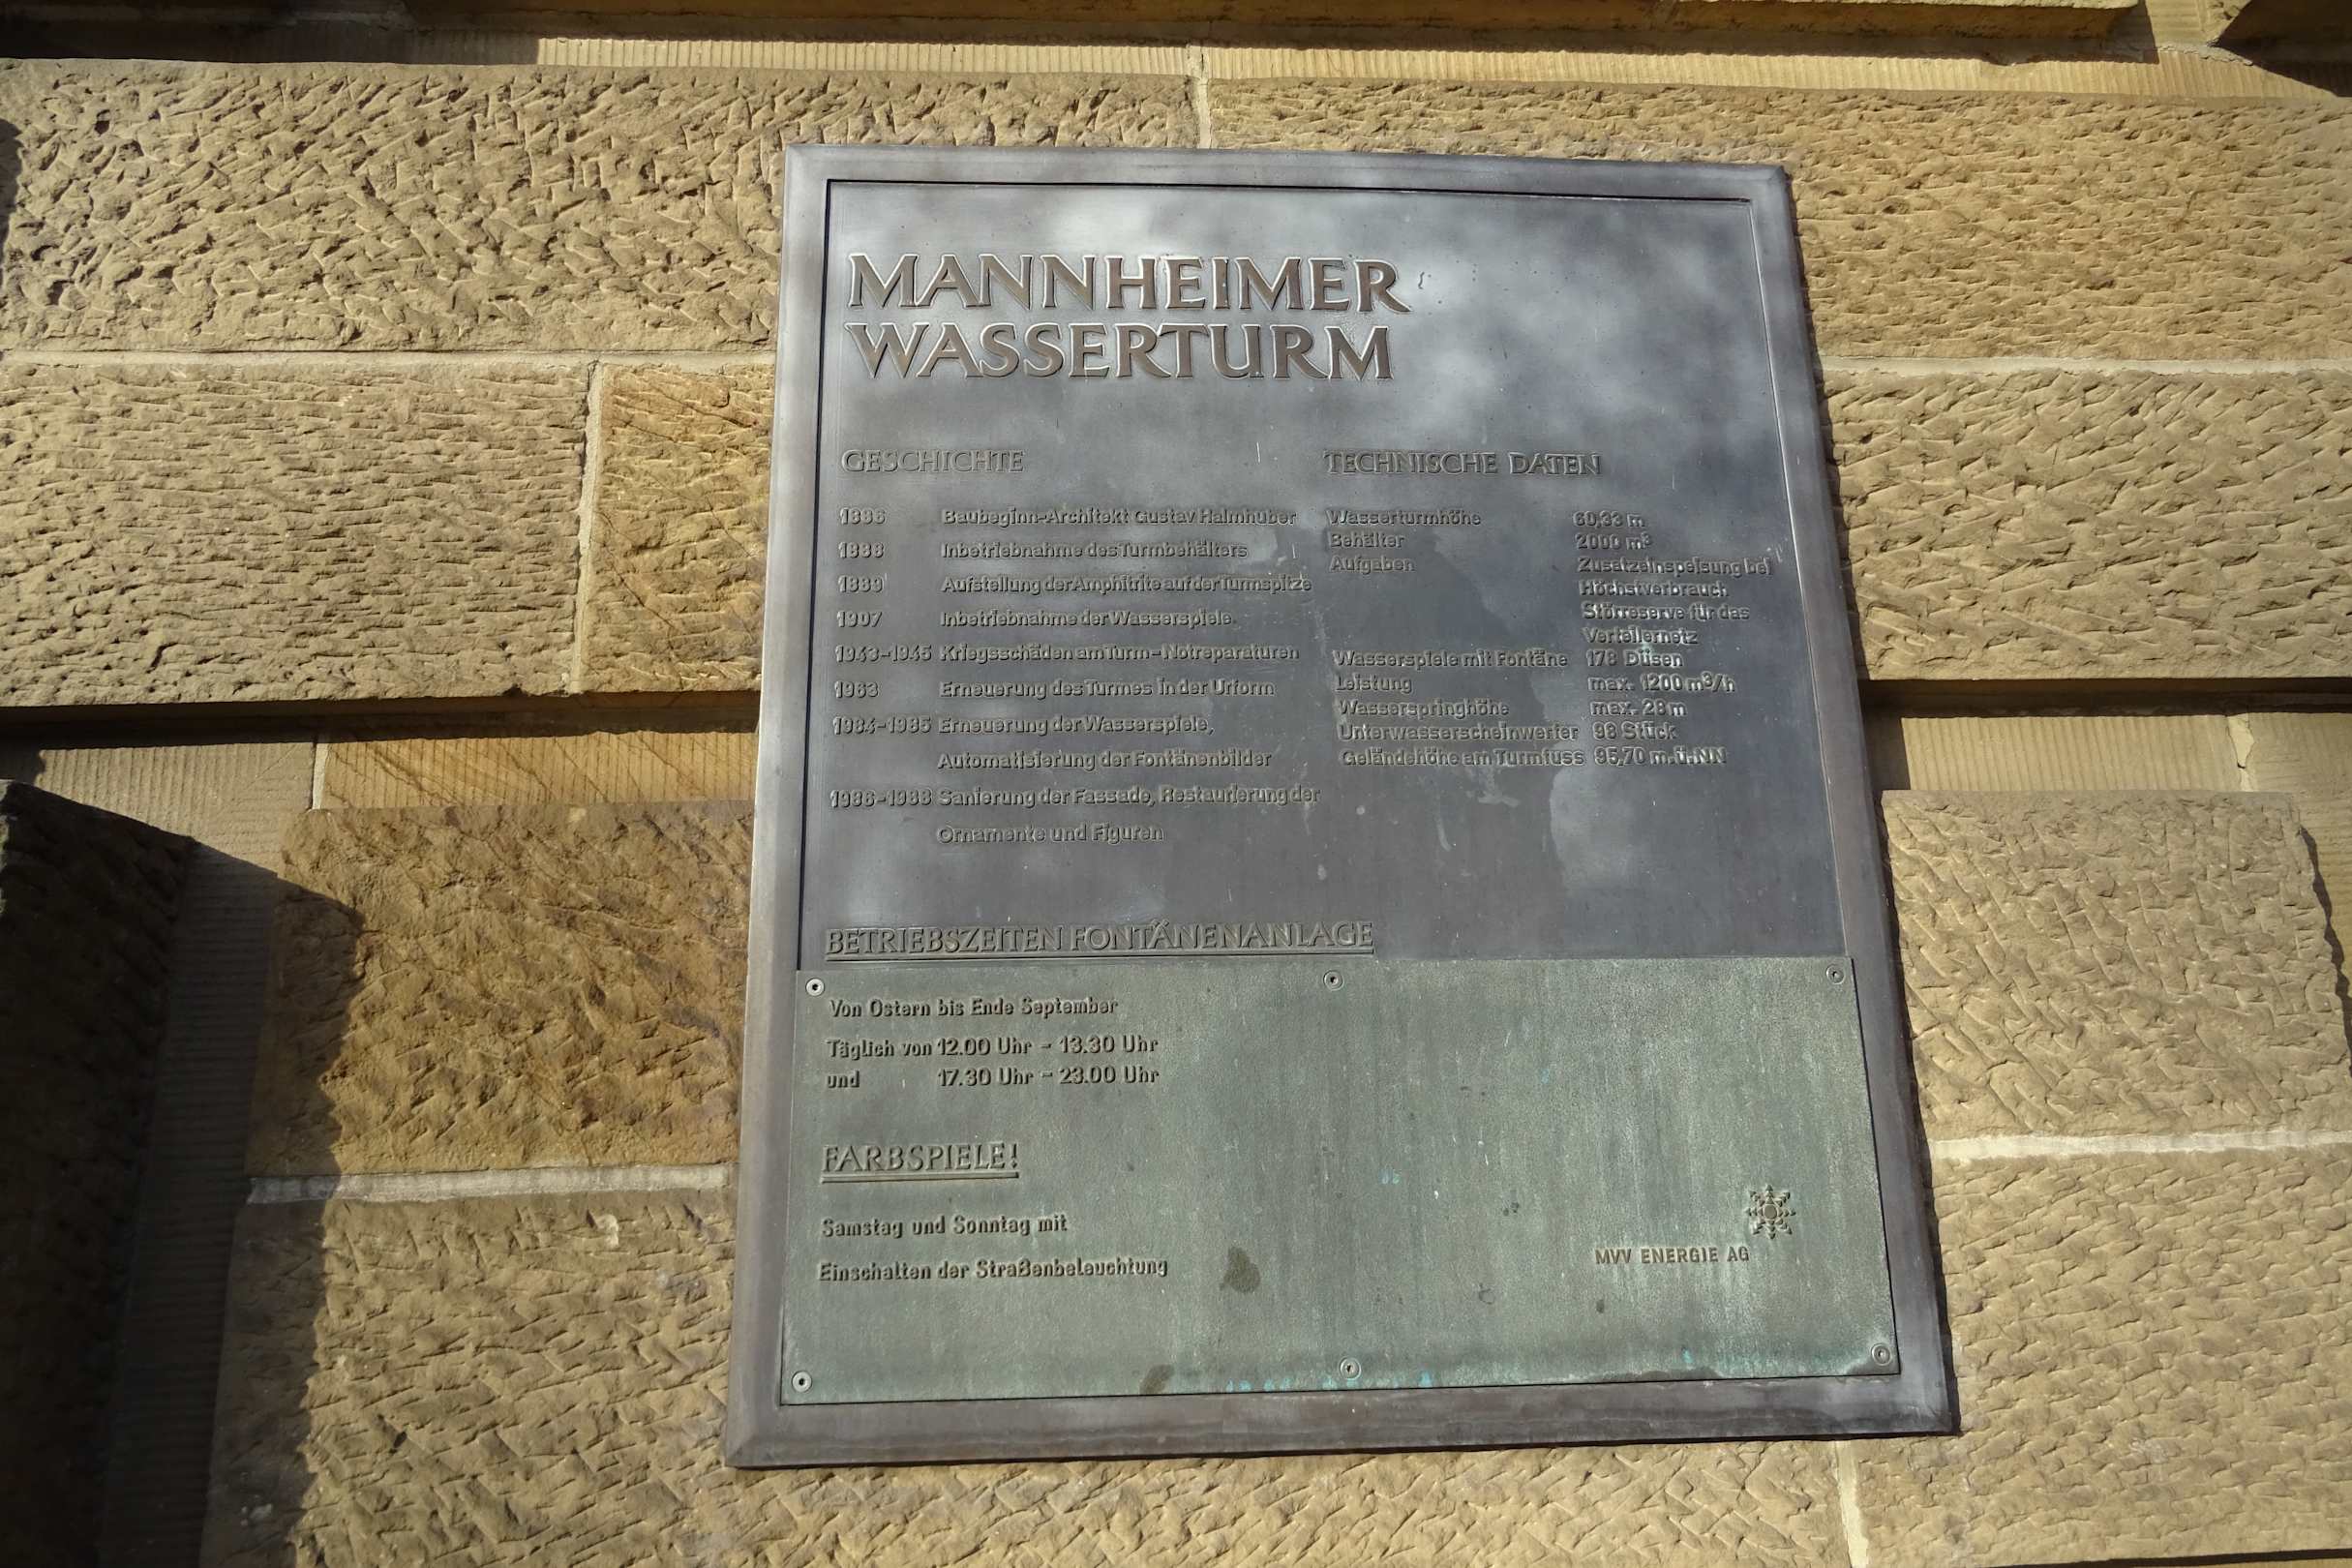 MANNHEIMER
WASSERTURM
GESCHICHTE
1886 Baubeginn-Architekt Gustav Halmhuber
1888 Inbetriebnahme des Turmbehälters
1889 Aufstellung der Amphitrite auf der Turmspitze
1907 Inbetriebnahme der Wasserspiele
1943-1945 Kriegsschäden am Turm-Notreparaturen
1963 Erneuerung des Turmes in der Urform
1984-1985 Erneuerung der Wasserspiele,
Automatisierung der Fontänenbilder
1986-1988 Sanierung der Fassade, Restaurierung der
Ornamente und Figuren
TECHNISCHE DATEN
Wasserturmhöhe 60,33 m
Behälter 2000 m³
Aufgaben Zusatzeinspeisung bei
Höchstverbrauch
Störreserve für das
Verteilernetz
Wasserspiele mit Fontäne 178 Düsen
Leistung max. 1200 m³/h
Wasserspringhöhe max. 28 m
Unterwasserscheinwerfer 98 Stück
Geländehöhe am Turmfuss 95,70 m.ü.NN
BETRIEBSZEITEN FONTÄNENANLAGE
Von Ostern bis Ende September
Täglich von 12.00 Uhr - 13.30 Uhr
und 17.30 Uhr - 23.00 Uhr
FARBSPIELE!
Samstag und Sonntag mit
Einschalten der Straßenbeleuchtung
MVV ENERGIE AG